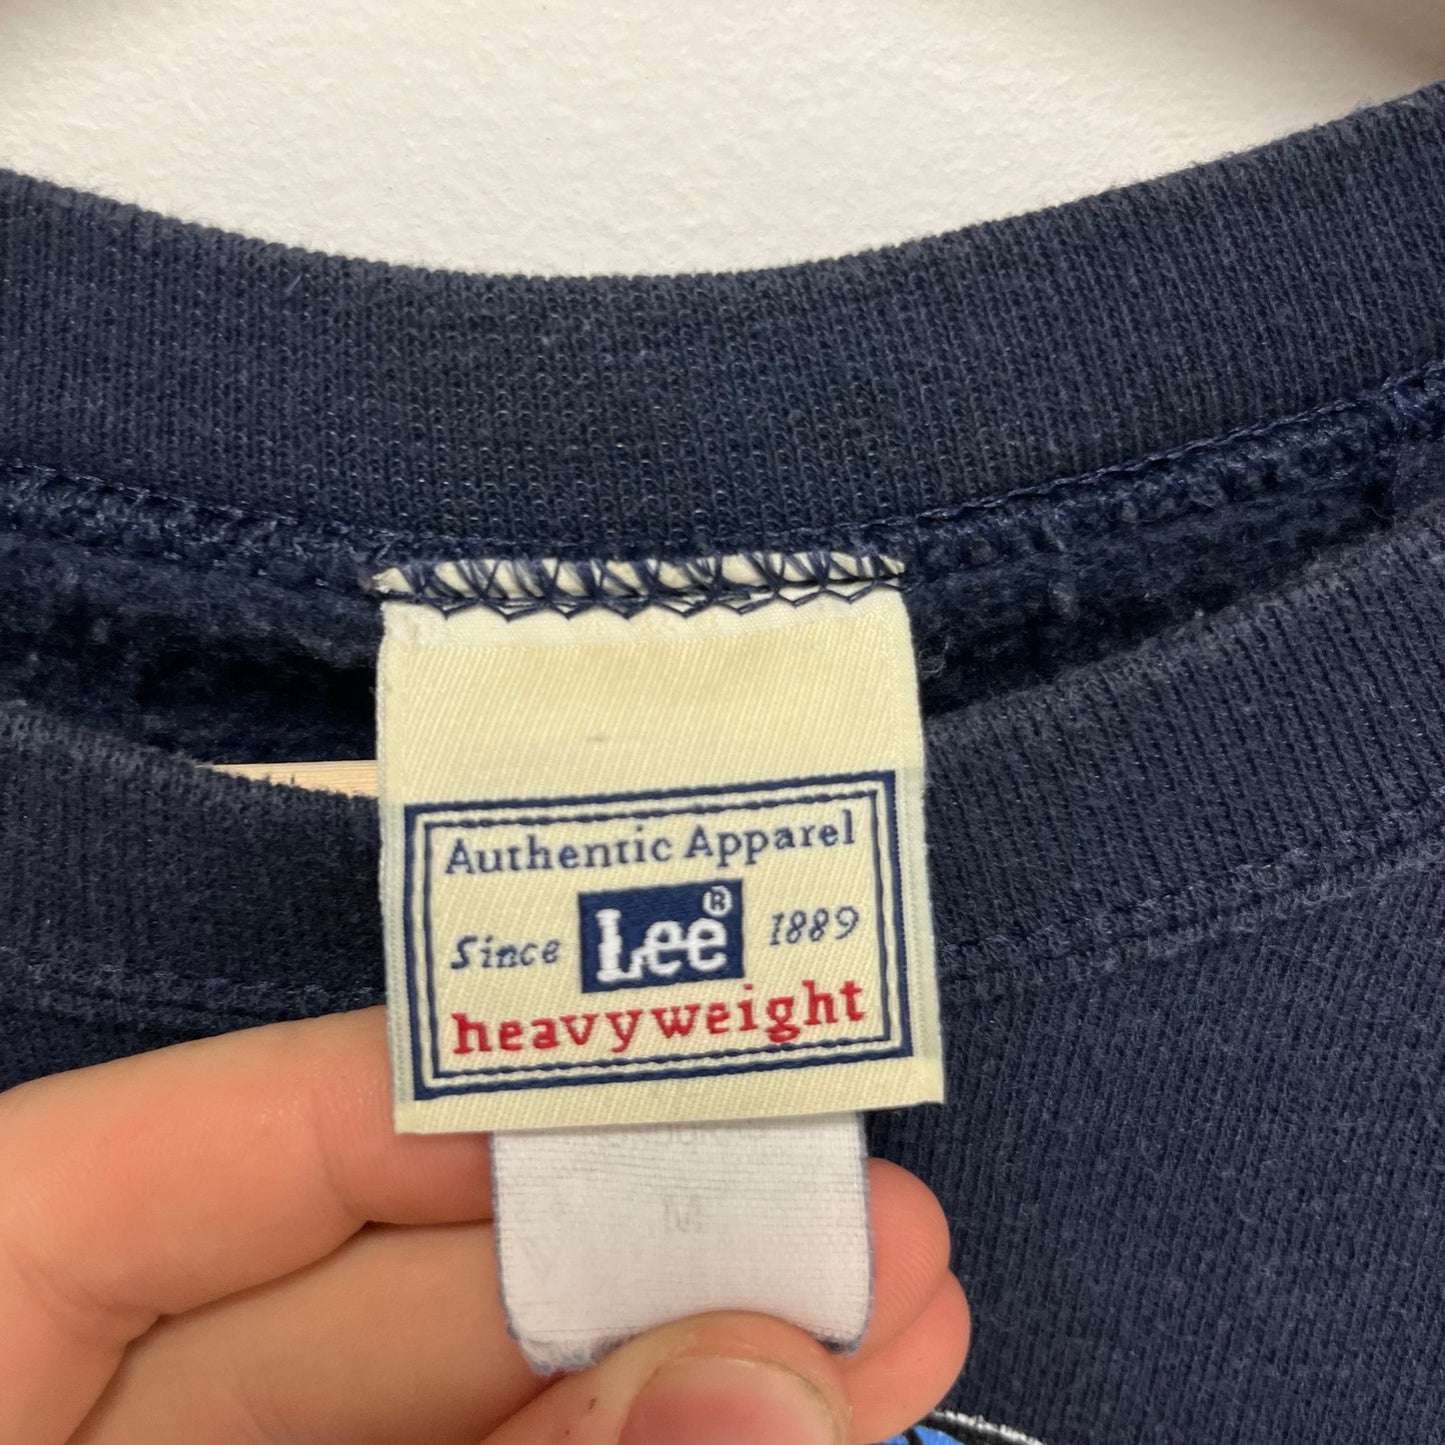 Authentic Apparel
Since Lee® 1889
heavyweight
M